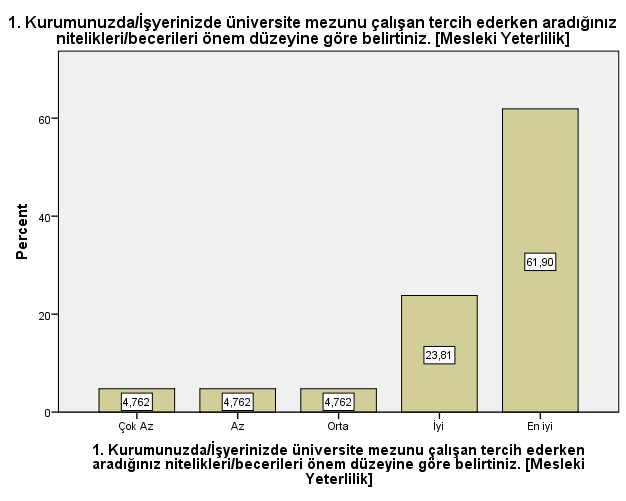 1. Kurumunuzda/İşyerinizde üniversite mezunu çalışan tercih ederken aradığınız
nitelikleri/becerileri önem düzeyine göre belirtiniz. [Mesleki Yeterlilik]
Percent
60
40
20
0
4,762
4,762
4,762
23,81
61,90
Çok Az
Az
Orta
İyi
En iyi
1. Kurumunuzda/İşyerinizde üniversite mezunu çalışan tercih ederken
aradığınız nitelikleri/becerileri önem düzeyine göre belirtiniz. [Mesleki
Yeterlilik]